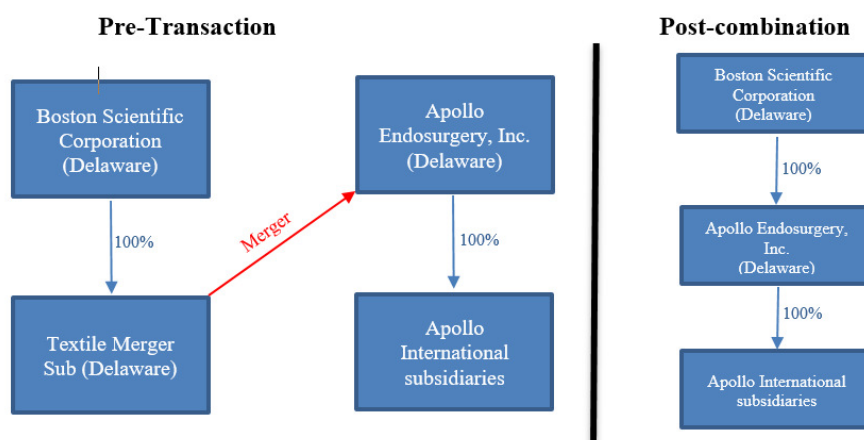 Pre-Transaction
Post-combination
Boston Scientific
Corporation
(Delaware)
Apollo
Endosurgery, Inc.
(Delaware)
100%
Merger
100%
Textile Merger
Sub (Delaware)
Apollo
International
subsidiaries
Boston Scientific
Corporation
(Delaware)
100%
Apollo Endosurgery,
Inc.
(Delaware)
100%
Apollo International
subsidiaries